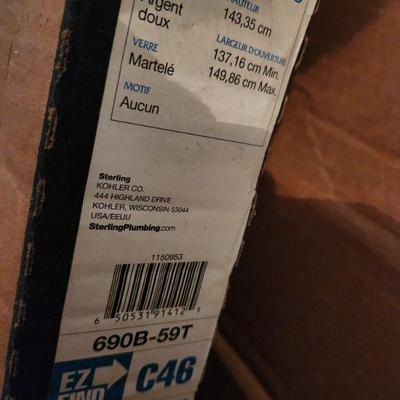 Argent
doux
VERRE
Martelé
MOTIF
Aucun
HAUTEUR
143,35 cm
LARGEUR D'OUVERTURE
137,16 cm Min.
149,86 cm Max.
Sterling
KOHLER CO.
444 HIGHLAND DRIVE
KOHLER, WISCONSIN 53044
USA/EEUU
SterlingPlumbing.com
1150953
6 50531 91412 5
690B-59T
EZ
FIND
C46